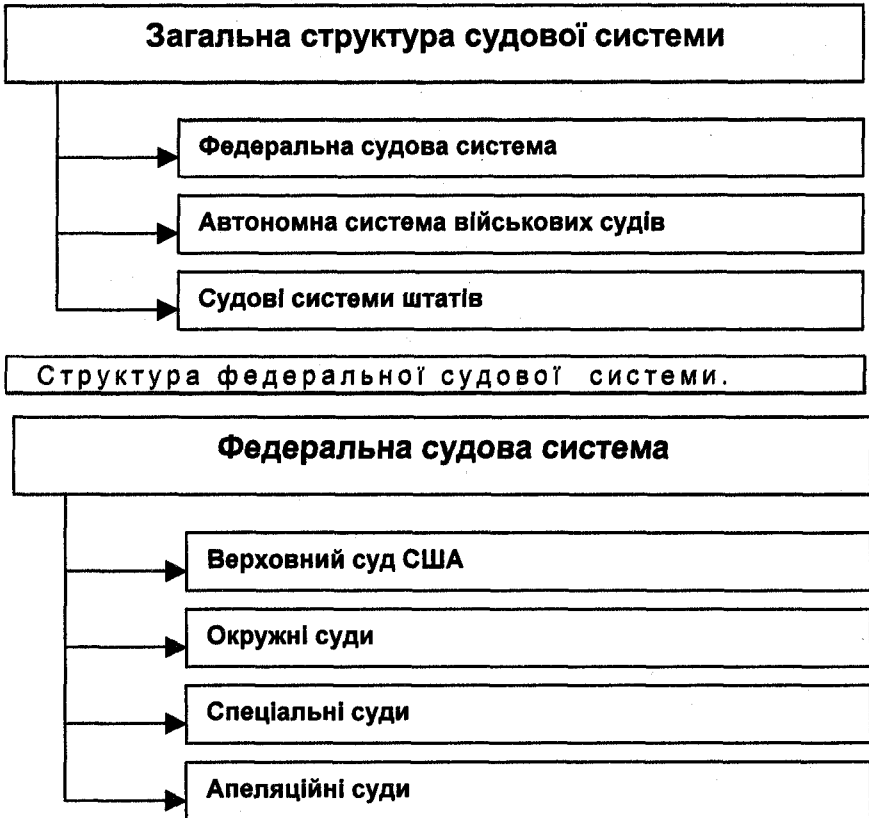 Загальна структура судової системи
Федеральна судова система
Автономна система військових судів
Судові системи штатів
Структура федеральної судової системи.
Федеральна судова система
Верховний суд США
Окружні суди
Спеціальні суди
Апеляційні суди